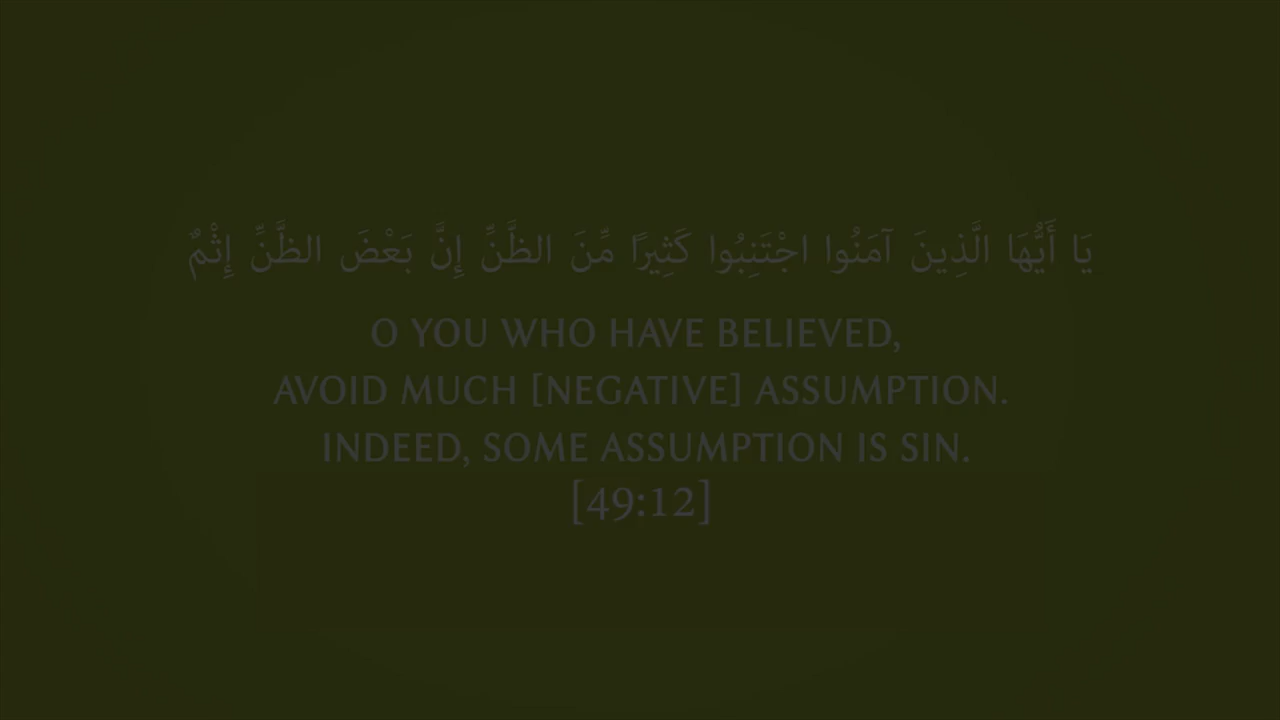 يَا أَيُّهَا الَّذِينَ آمَنُوا اجْتَنِبُوا كَثِيرًا مِّنَ الظَّنِّ إِنَّ بَعْضَ الظَّنِّ إِثْمٌ
O YOU WHO HAVE BELIEVED,
AVOID MUCH [NEGATIVE] ASSUMPTION.
INDEED, SOME ASSUMPTION IS SIN.
[49:12]